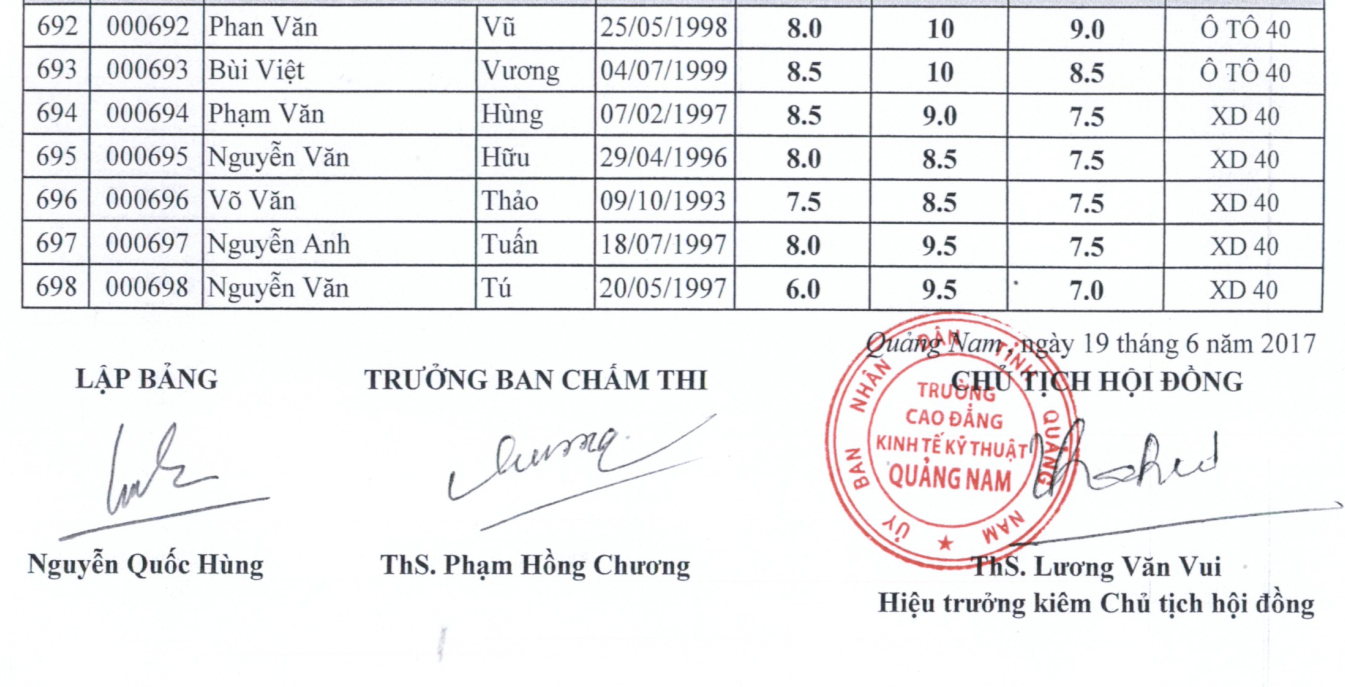 692 000692 Phan Văn Vũ 25/05/1998 8.0 10 9.0 Ô TÔ 40
693 000693 Bùi Việt Vương 04/07/1999 8.5 10 8.5 Ô TÔ 40
694 000694 Phạm Văn Hùng 07/02/1997 8.5 9.0 7.5 XD 40
695 000695 Nguyễn Văn Hữu 29/04/1996 8.0 8.5 7.5 XD 40
696 000696 Võ Văn Thảo 09/10/1993 7.5 8.5 7.5 XD 40
697 000697 Nguyễn Anh Tuấn 18/07/1997 8.0 9.5 7.5 XD 40
698 000698 Nguyễn Văn Tú 20/05/1997 6.0 9.5 7.0 XD 40
Quảng Nam, ngày 19 tháng 6 năm 2017
LẬP BẢNG TRƯỞNG BAN CHẤM THI CHỦ TỊCH HỘI ĐỒNG
ỦY BAN NHÂN DÂN TỈNH QUẢNG NAM
TRƯỜNG
CAO ĐẲNG
KINH TẾ KỸ THUẬT
QUẢNG NAM
Nguyễn Quốc Hùng ThS. Phạm Hồng Chương ThS. Lương Văn Vui
Hiệu trưởng kiêm Chủ tịch hội đồng